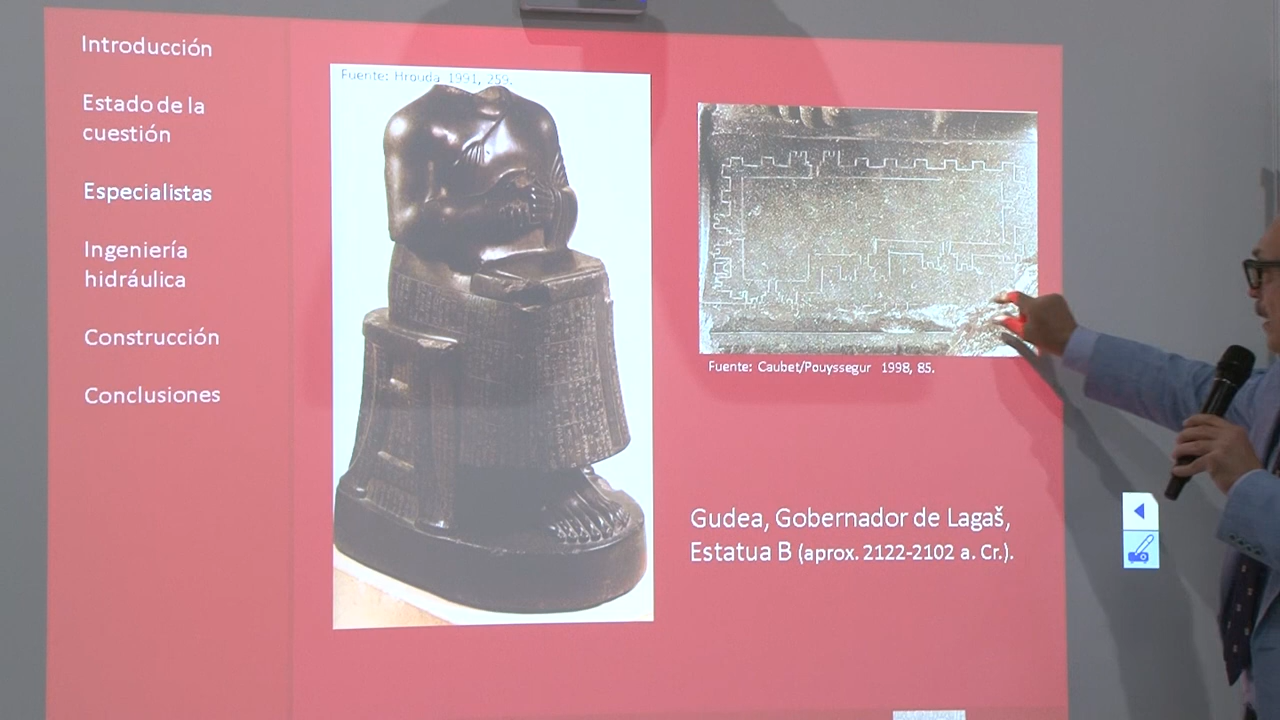 Introducción
Estado de la
cuestión
Especialistas
Ingeniería
hidráulica
Construcción
Conclusiones
Fuente: Hrouda 1991, 259.
Fuente: Caubet/Pouyssegur 1998, 85.
Gudea, Gobernador de Lagaš,
Estatua B (aprox. 2122-2102 a. Cr.).